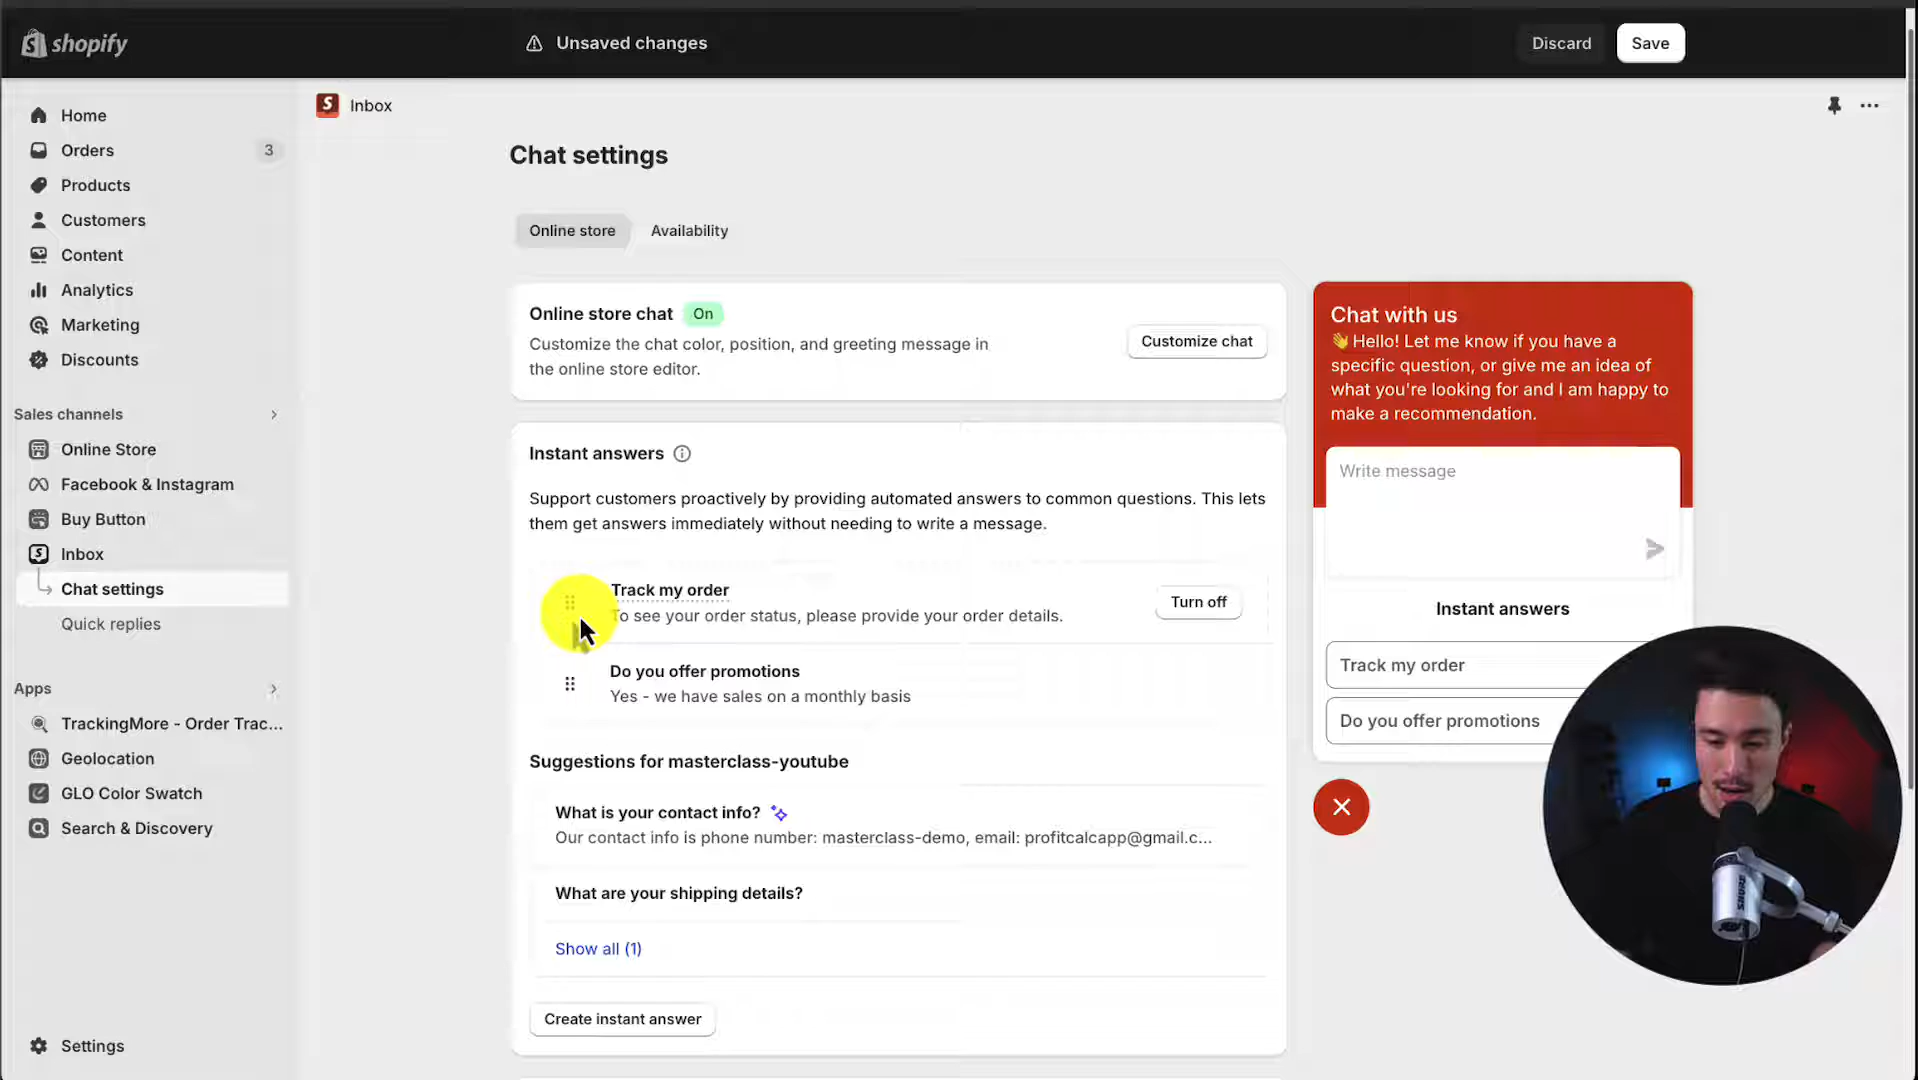 shopify
Unsaved changes
Discard
Save
Home
Orders
3
Products
Customers
Content
Analytics
Marketing
Discounts
Sales channels
Online Store
Facebook & Instagram
Buy Button
Inbox
Chat settings
Quick replies
Apps
TrackingMore - Order Trac...
Geolocation
GLO Color Swatch
Search & Discovery
Settings
Inbox
Chat settings
Online store
Availability
Online store chat
On
Customize the chat color, position, and greeting message in
the online store editor.
Customize chat
Instant answers
Support customers proactively by providing automated answers to common questions. This lets
them get answers immediately without needing to write a message.
Track my order
To see your order status, please provide your order details.
Turn off
Do you offer promotions
Yes - we have sales on a monthly basis
Suggestions for masterclass-youtube
What is your contact info?
Our contact info is phone number: masterclass-demo, email: profitcalcapp@gmail.c...
What are your shipping details?
Show all (1)
Create instant answer
Chat with us
👋Hello! Let me know if you have a
specific question, or give me an idea of
what you're looking for and I am happy to
make a recommendation.
Write message
Instant answers
Track my order
Do you offer promotions
SHURE